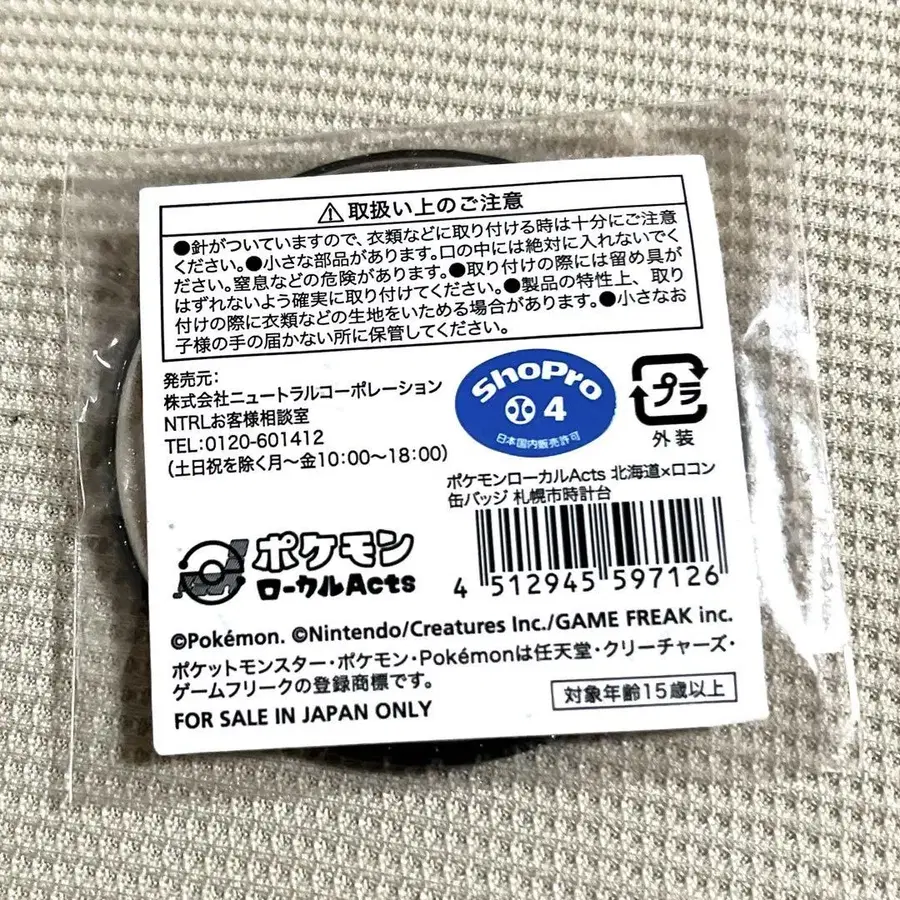 ⚠取扱い上のご注意
●針がついていますので、衣類などに取り付ける時は十分にご注意
ください。●小さな部品があります。口の中には絶対に入れないでく
ださい。窒息などの危険があります。●取り付けの際には留め具が
はずれないよう確実に取り付けてください。●製品の特性上、取り
付けの際に衣類などの生地をいためる場合があります。●小さなお
子様の手の届かない所に保管してください。
発売元:
株式会社ニュートラルコーポレーション
NTRLお客様相談室
TEL:0120-601412
(土日祝を除く月～金10:00～18:00)
ShoPro
4
日本国内販売許可
プラ
外装
ポケモンローカルActs 北海道×ロコン
缶バッジ 札幌市時計台
4 512945 597126
ポケモン
ローカルActs
©Pokémon. ©Nintendo/Creatures Inc./GAME FREAK inc.
ポケットモンスター・ポケモン・Pokémonは任天堂・クリーチャーズ・
ゲームフリークの登録商標です。
FOR SALE IN JAPAN ONLY
対象年齢15歳以上